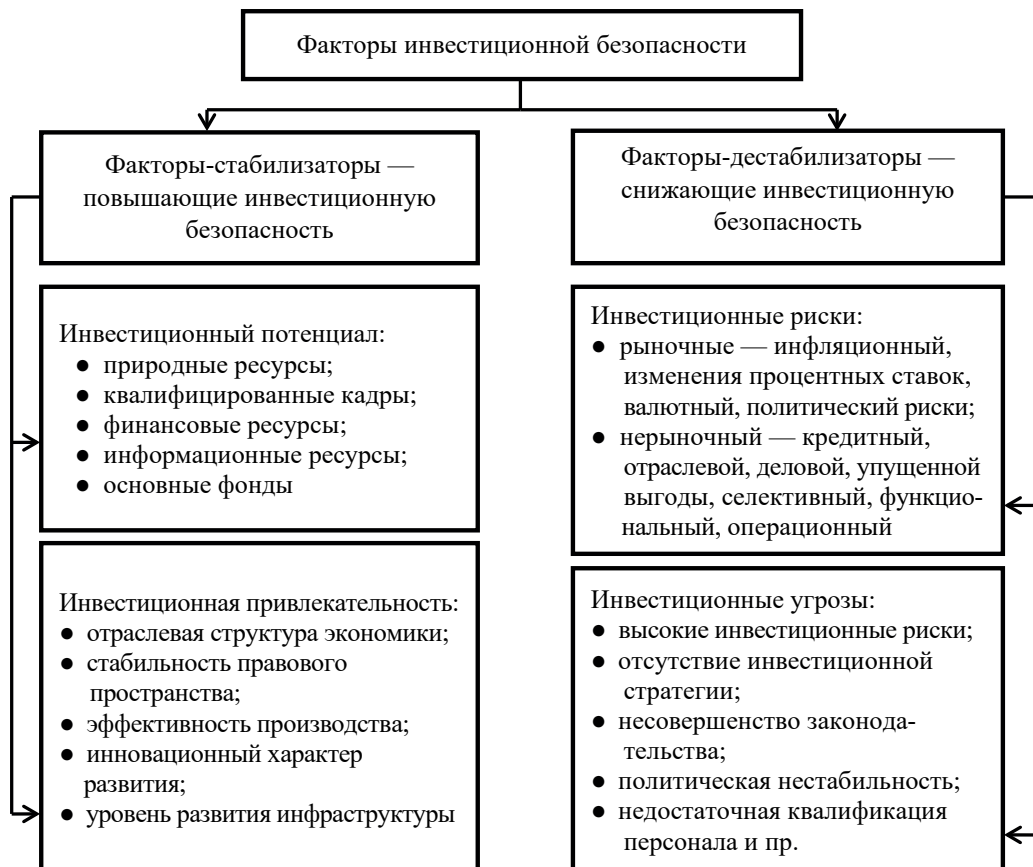 Факторы инвестиционной безопасности
Факторы-стабилизаторы —
повышающие инвестиционную
безопасность
Инвестиционный потенциал:
● природные ресурсы;
● квалифицированные кадры;
● финансовые ресурсы;
● информационные ресурсы;
● основные фонды
Инвестиционная привлекательность:
● отраслевая структура экономики;
● стабильность правового
пространства;
● эффективность производства;
● инновационный характер
развития;
● уровень развития инфраструктуры
Факторы-дестабилизаторы —
снижающие инвестиционную
безопасность
Инвестиционные риски:
● рыночные — инфляционный,
изменения процентных ставок,
валютный, политический риски;
● нерыночный — кредитный,
отраслевой, деловой, упущенной
выгоды, селективный, функцио-
нальный, операционный
Инвестиционные угрозы:
● высокие инвестиционные риски;
● отсутствие инвестиционной
стратегии;
● несовершенство законода-
тельства;
● политическая нестабильность;
● недостаточная квалификация
персонала и пр.